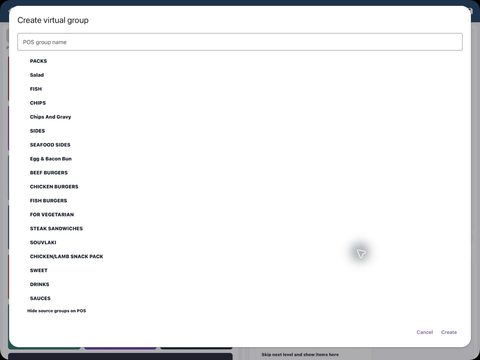 Create virtual group
POS group name
PACKS
Salad
FISH
CHIPS
Chips And Gravy
SIDES
SEAFOOD SIDES
Egg & Bacon Bun
BEEF BURGERS
CHICKEN BURGERS
FISH BURGERS
FOR VEGETARIAN
STEAK SANDWICHES
SOUVLAKI
CHICKEN/LAMB SNACK PACK
SWEET
DRINKS
SAUCES
Hide source groups on POS
Cancel Create
Skip next level and show items here